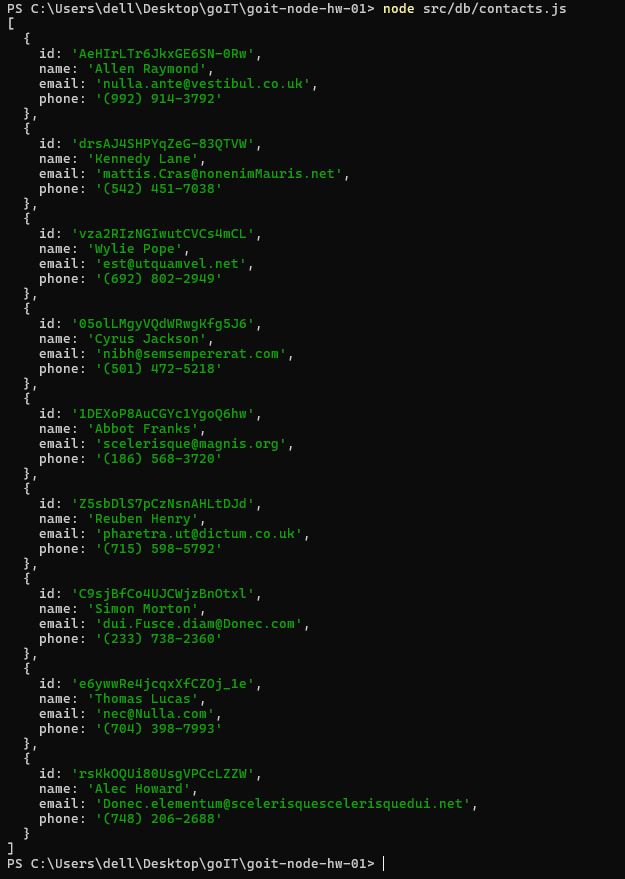 PS C:\Users\dell\Desktop\goIT\goit-node-hw-01> node src/db/contacts.js
[
  {
    id: 'AeHIrLTr6JkxGE6SN-0Rw',
    name: 'Allen Raymond',
    email: 'nulla.ante@vestibul.co.uk',
    phone: '(992) 914-3792'
  },
  {
    id: 'drsAJ4SHPYqZeG-83QTVW',
    name: 'Kennedy Lane',
    email: 'mattis.Cras@nonenimMauris.net',
    phone: '(542) 451-7038'
  },
  {
    id: 'vza2RIzNGIwutCVCs4mCL',
    name: 'Wylie Pope',
    email: 'est@utquamvel.net',
    phone: '(692) 802-2949'
  },
  {
    id: '05olLMgyVQdWRwgKfg5J6',
    name: 'Cyrus Jackson',
    email: 'nibh@semsempererat.com',
    phone: '(501) 472-5218'
  },
  {
    id: '1DEXoP8AuCGYc1YgoQ6hw',
    name: 'Abbot Franks',
    email: 'scelerisque@magnis.org',
    phone: '(186) 568-3720'
  },
  {
    id: 'Z5sbDlS7pCzNsnAHLtDJd',
    name: 'Reuben Henry',
    email: 'pharetra.ut@dictum.co.uk',
    phone: '(715) 598-5792'
  },
  {
    id: 'C9sjBfCo4UJCWjzBnOtxl',
    name: 'Simon Morton',
    email: 'dui.Fusce.diam@Donec.com',
    phone: '(233) 738-2360'
  },
  {
    id: 'e6ywwRe4jcqxXfCZOj_1e',
    name: 'Thomas Lucas',
    email: 'nec@Nulla.com',
    phone: '(704) 398-7993'
  },
  {
    id: 'rsKkOQUi80UsgVPCcLZZW',
    name: 'Alec Howard',
    email: 'Donec.elementum@scelerisquescelerisquedui.net',
    phone: '(748) 206-2688'
  }
]
PS C:\Users\dell\Desktop\goIT\goit-node-hw-01>